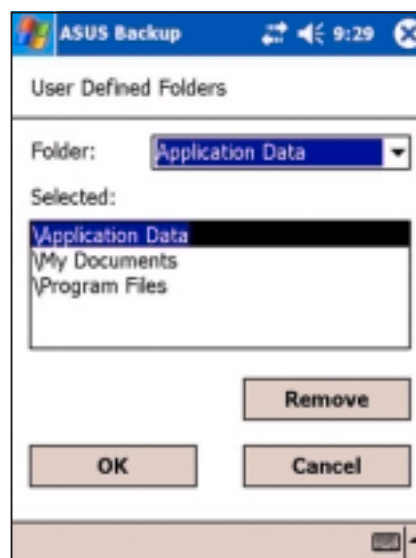 ASUS Backup 9:29
User Defined Folders
Folder: Application Data
Selected:
\Application Data
\My Documents
\Program Files
Remove
OK Cancel